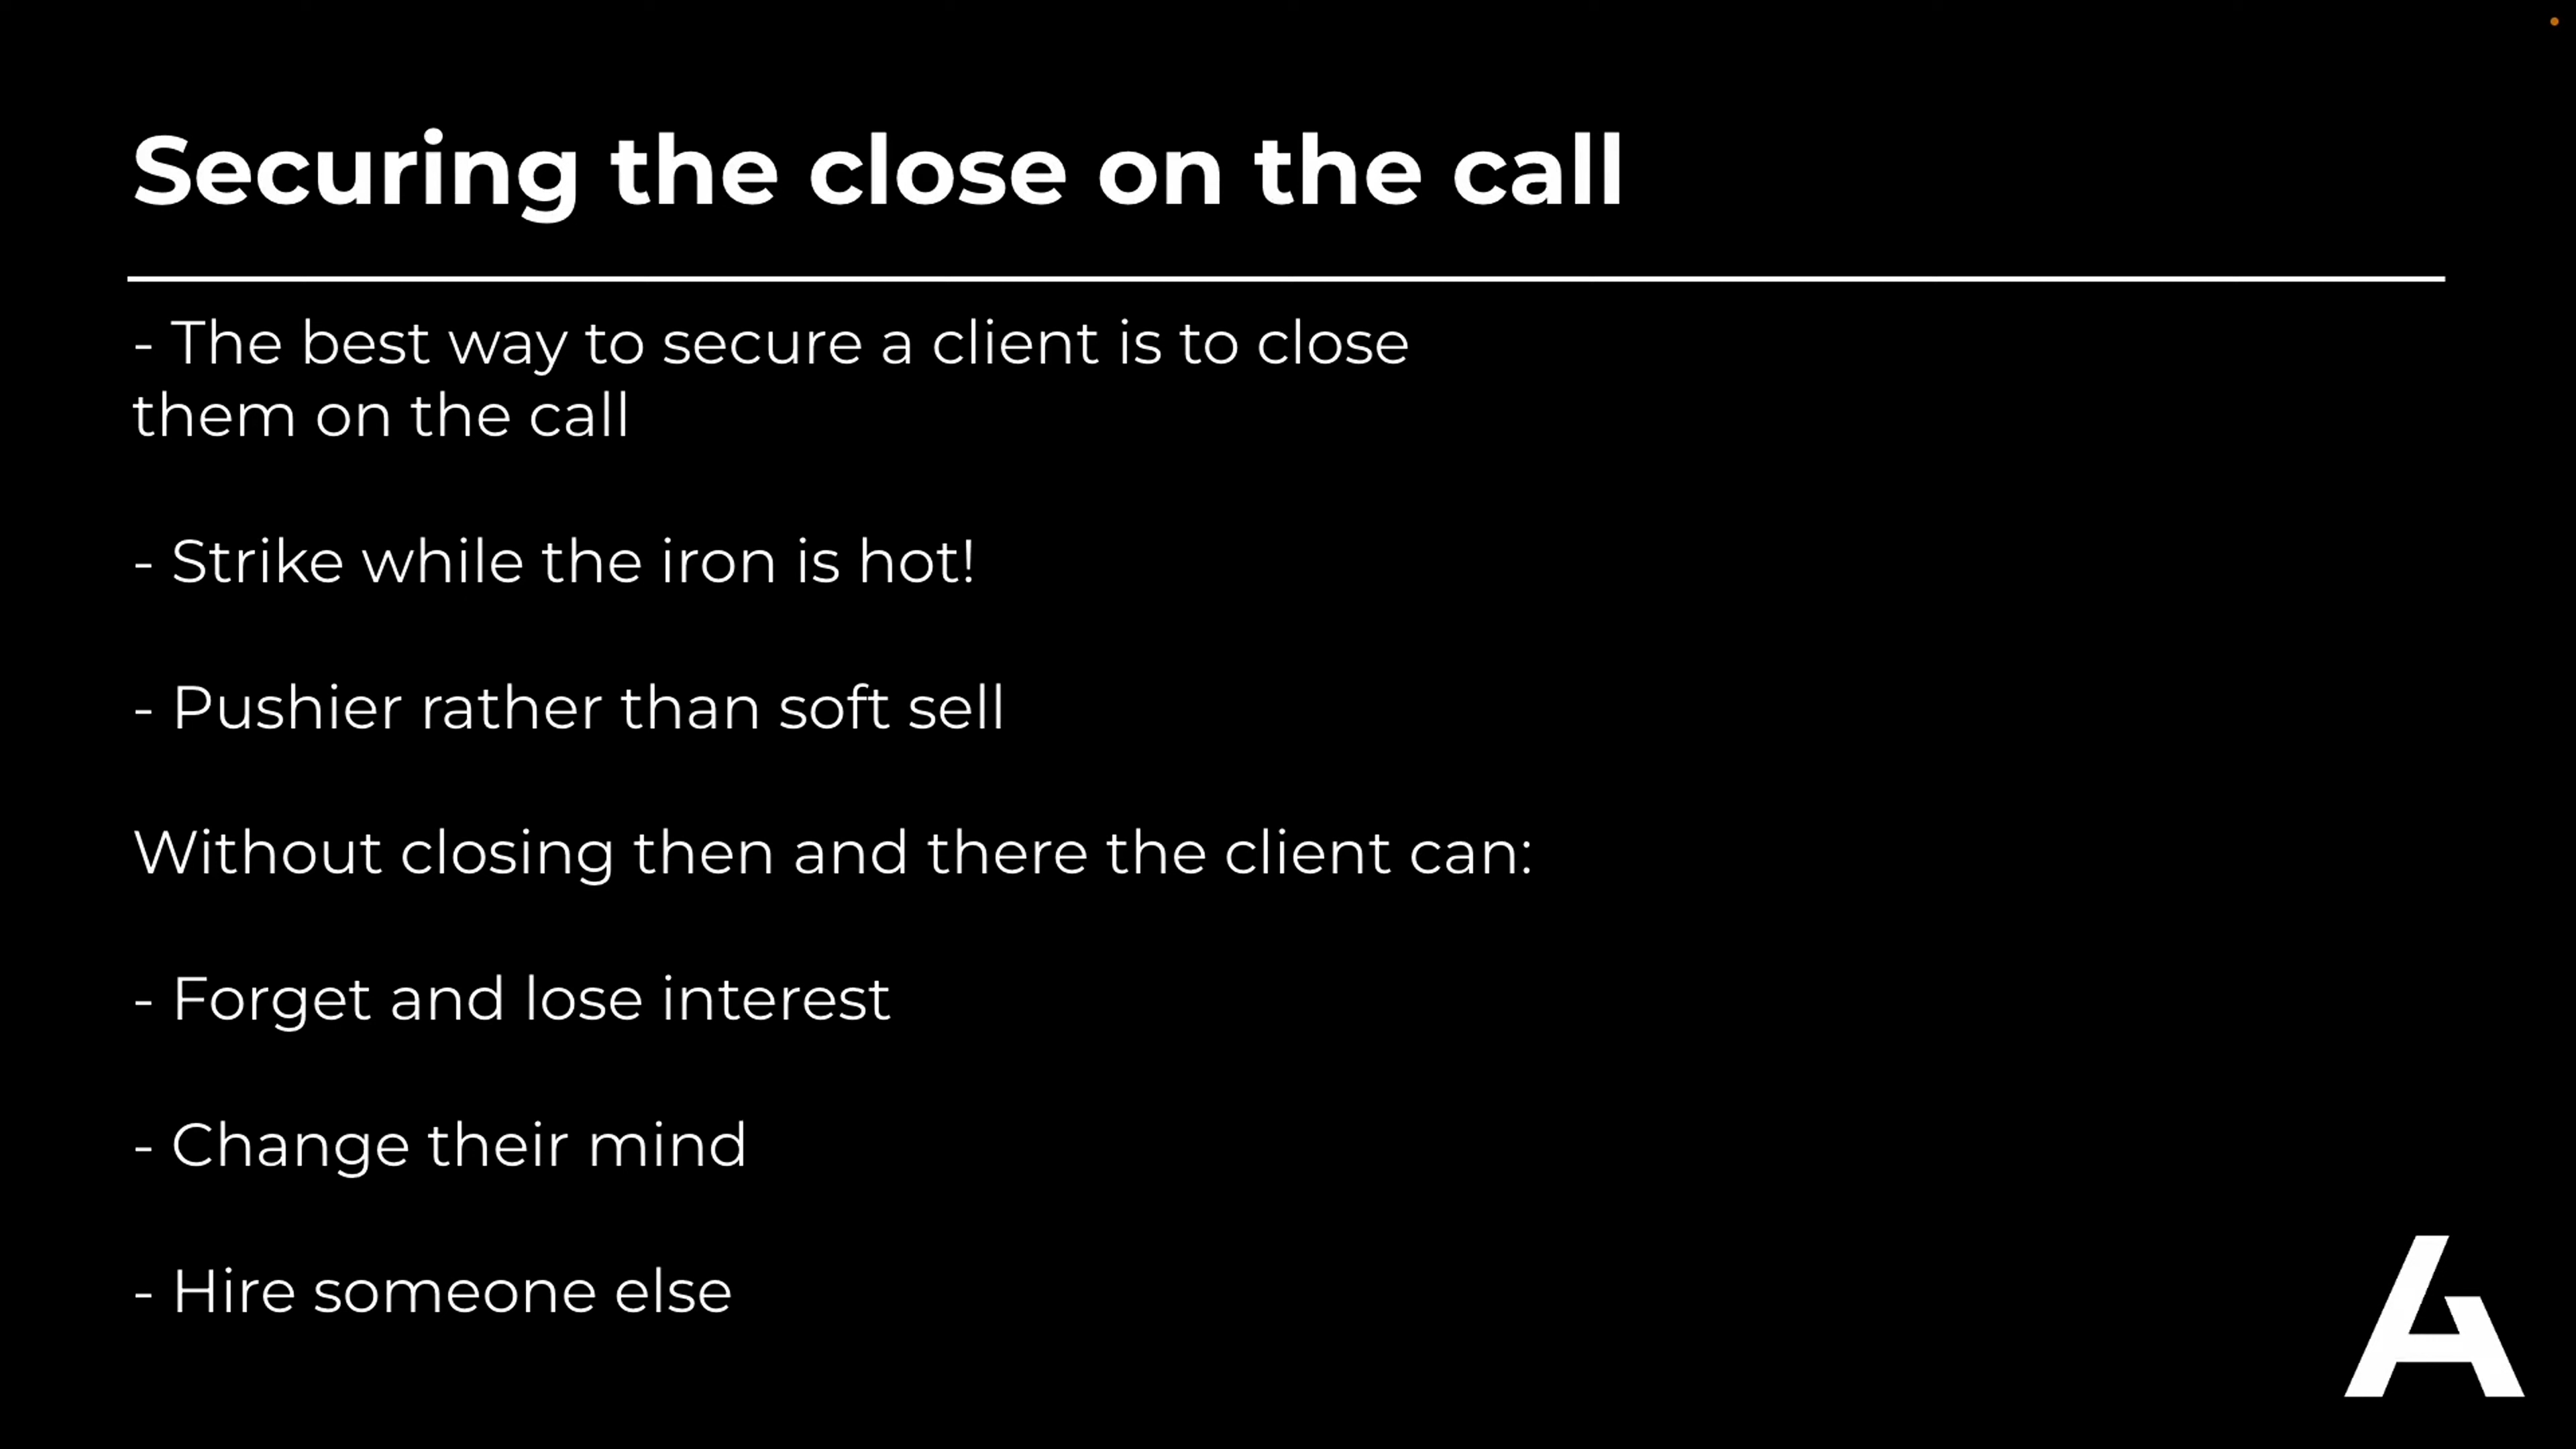 Securing the close on the call
- The best way to secure a client is to close
them on the call
- Strike while the iron is hot!
- Pushier rather than soft sell
Without closing then and there the client can:
- Forget and lose interest
- Change their mind
- Hire someone else